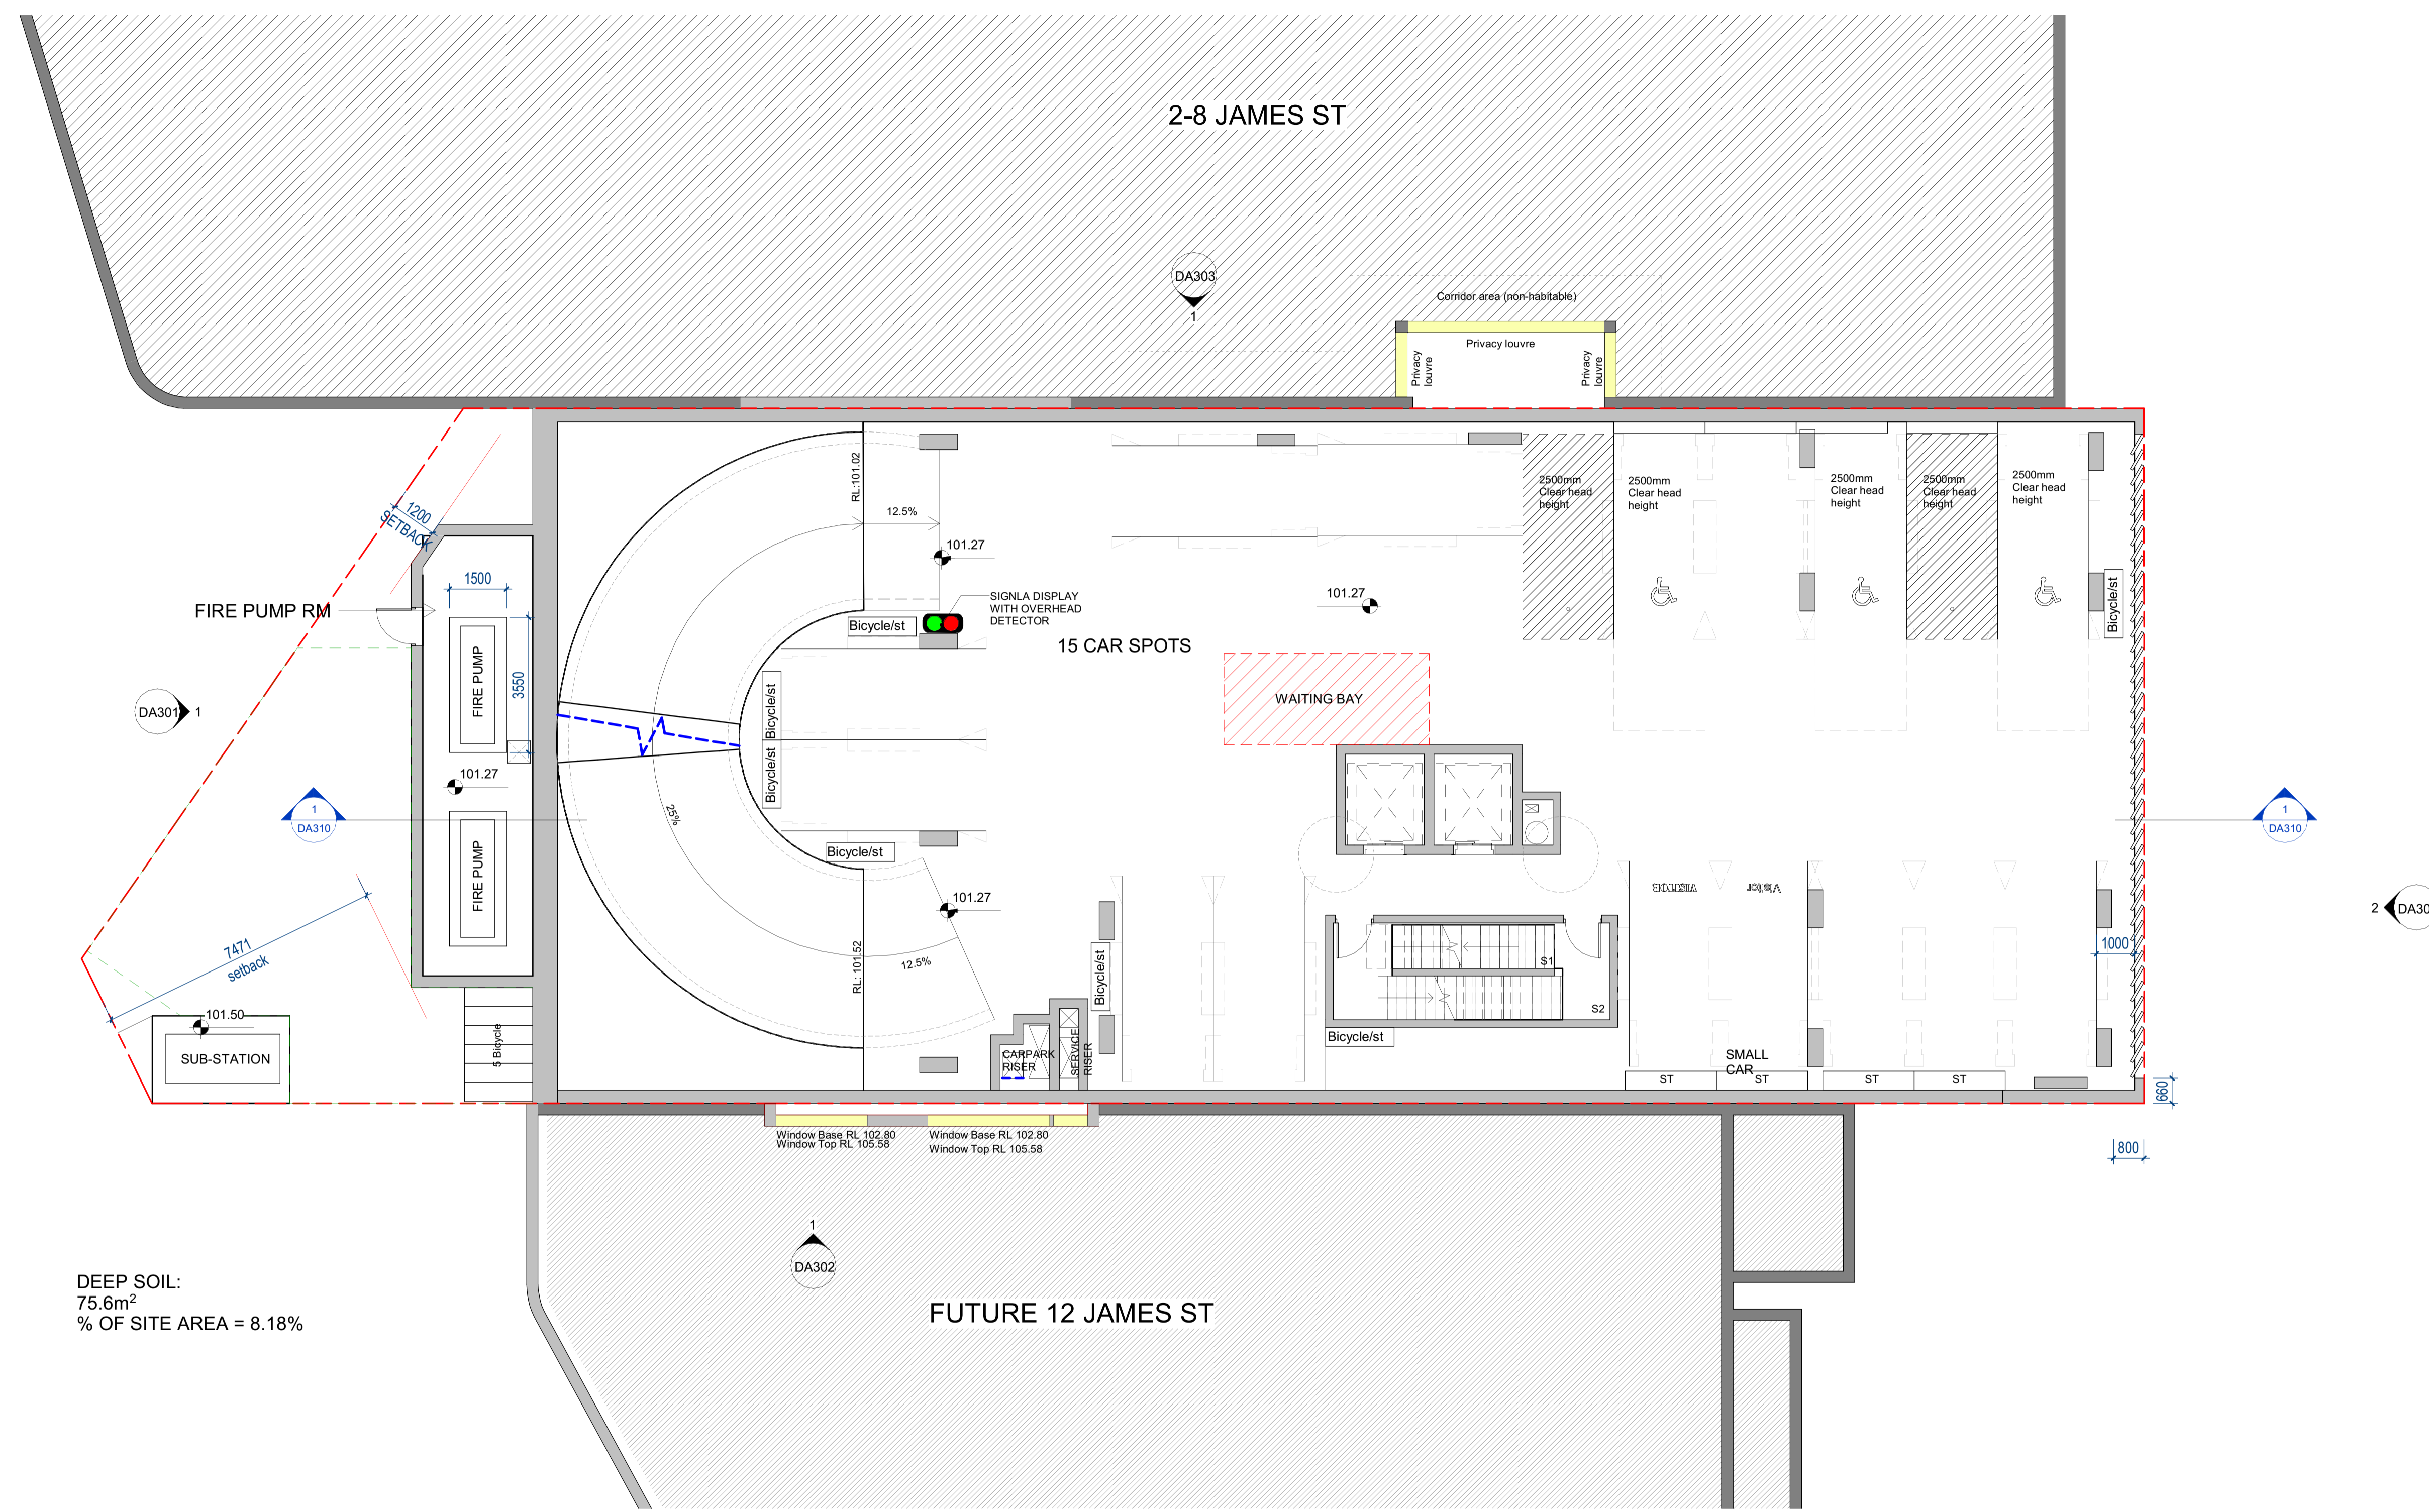 2-8 JAMES ST
DA303
1
Corridor area (non-habitable)
Privacy louvre
Privacy
louvre
Privacy
louvre
1200
SETBACK
RL:101.02
12.5%
101.27
2500mm
Clear head
height
2500mm
Clear head
height
2500mm
Clear head
height
2500mm
Clear head
height
2500mm
Clear head
height
1500
FIRE PUMP RM
FIRE PUMP
3550
SIGNLA DISPLAY
WITH OVERHEAD
DETECTOR
Bicycle/st
101.27
15 CAR SPOTS
Bicycle/st
WAITING BAY
DA301
1
Bicycle/st
Bicycle/st
101.27
1
DA310
25%
1
DA310
FIRE PUMP
Bicycle/st
101.27
VISITOR
Visitor
2
DA30
7471
setback
RL: 101.52
12.5%
Bicycle/st
S1
S2
1000
101.50
SUB-STATION
5 Bicycle
CARPARK
RISER
SERVICE
RISER
Bicycle/st
SMALL
CAR
ST
ST
ST
ST
660
Window Base RL 102.80
Window Top RL 105.58
Window Base RL 102.80
Window Top RL 105.58
800
1
DA302
DEEP SOIL:
75.6m2
% OF SITE AREA = 8.18%
FUTURE 12 JAMES ST